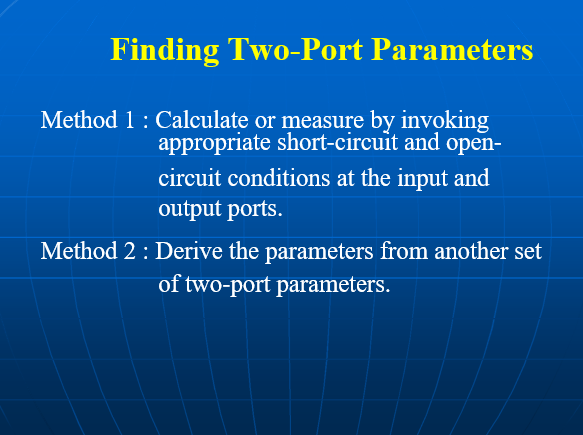 Finding Two-Port Parameters
Method 1 : Calculate or measure by invoking
appropriate short-circuit and open-
circuit conditions at the input and
output ports.
Method 2 : Derive the parameters from another set
of two-port parameters.